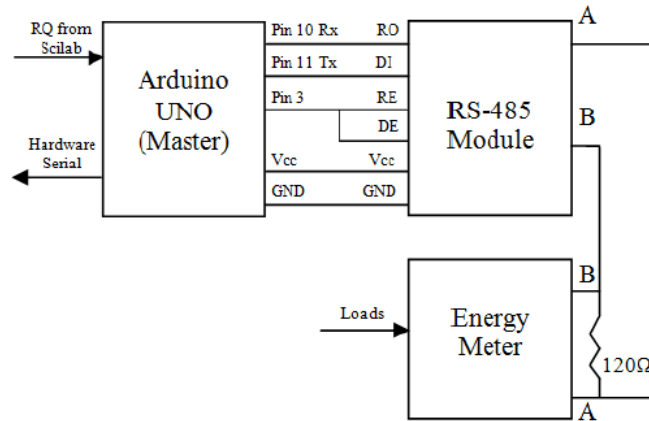 RQ from
Scilab
Hardware
Serial
Arduino
UNO
(Master)
Pin 10 Rx
RO
Pin 11 Tx
DI
Pin 3
RE
DE
Vcc
Vcc
GND
GND
RS-485
Module
A
B
Loads
Energy
Meter
B
120Ω
A